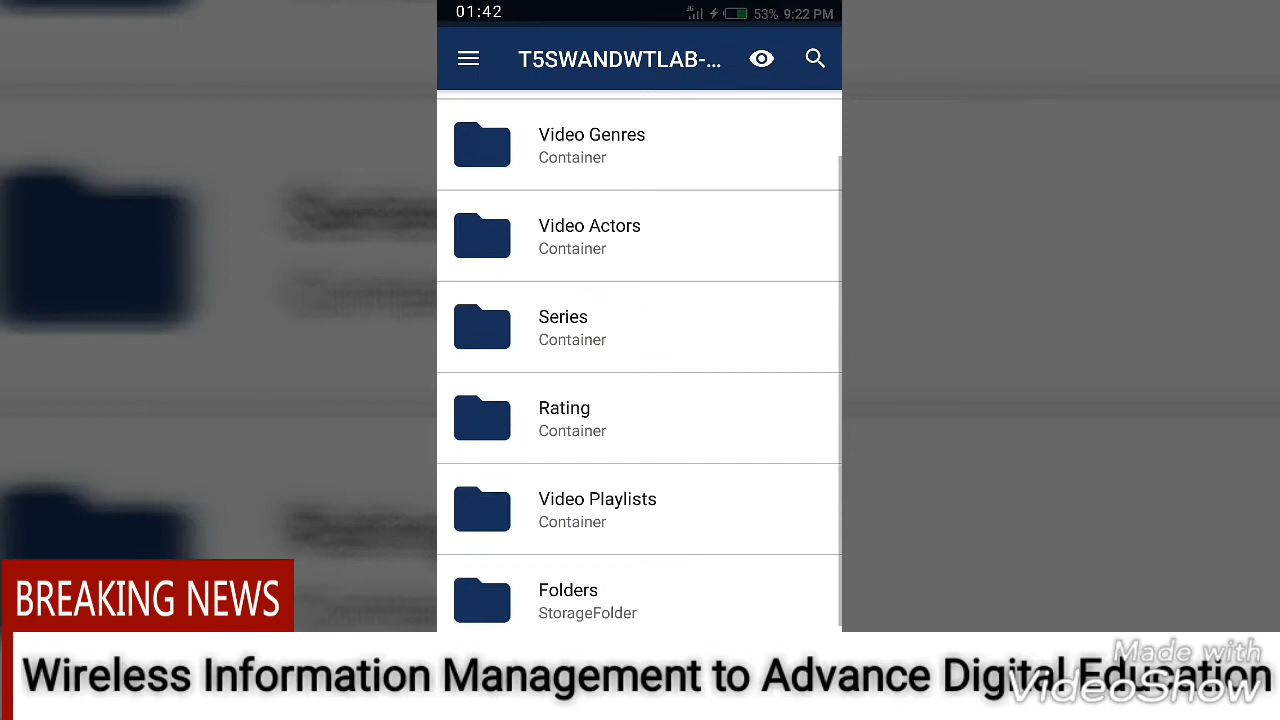 01:42
53% 9:22 PM
T5SWANDWTLAB-...
Video Genres
Container
Video Actors
Container
Series
Container
Rating
Container
Video Playlists
Container
Folders
StorageFolder
BREAKING NEWS
Wireless Information Management to Advance Digital Education
Made with
VideoShow